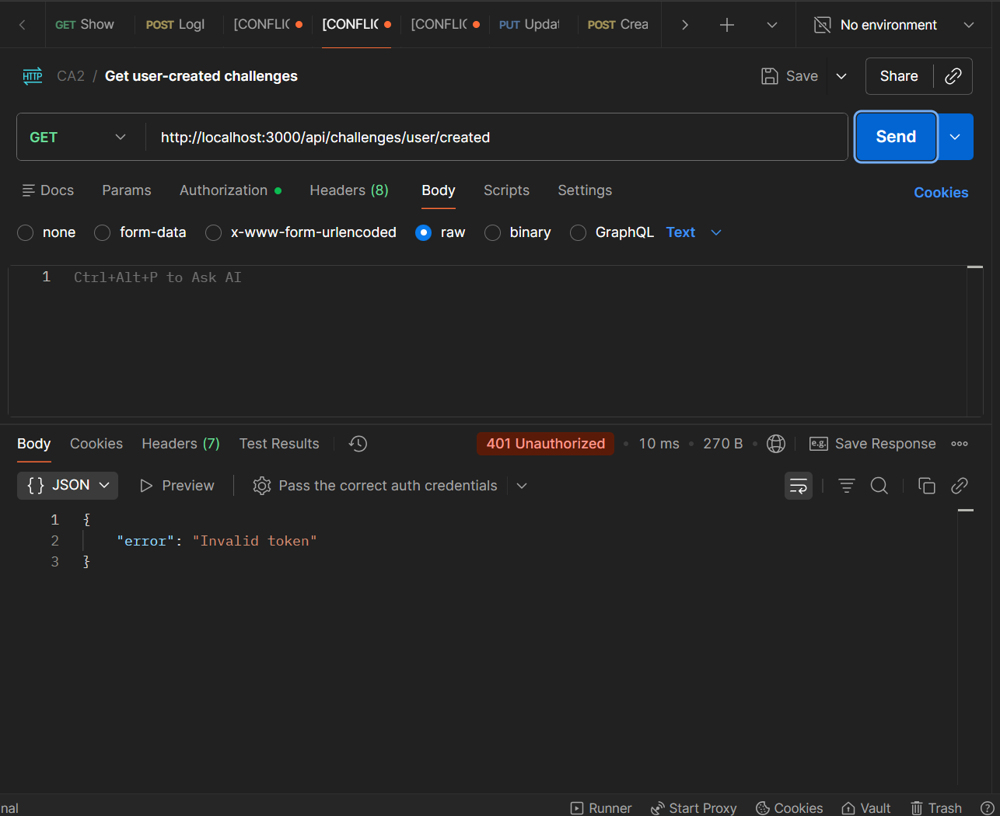 GET Show POST LogI [CONFLIC [CONFLIC [CONFLIC PUT Updat POST Crea No environment
HTTP CA2 / Get user-created challenges Save Share
GET http://localhost:3000/api/challenges/user/created Send
Docs Params Authorization Headers (8) Body Scripts Settings Cookies
none form-data x-www-form-urlencoded raw binary GraphQL Text
1 Ctrl+Alt+P to Ask AI
Body Cookies Headers (7) Test Results 401 Unauthorized 10 ms 270 B e.g. Save Response
{} JSON Preview Pass the correct auth credentials
1 {
2 "error": "Invalid token"
3 }
nal Runner Start Proxy Cookies Vault Trash